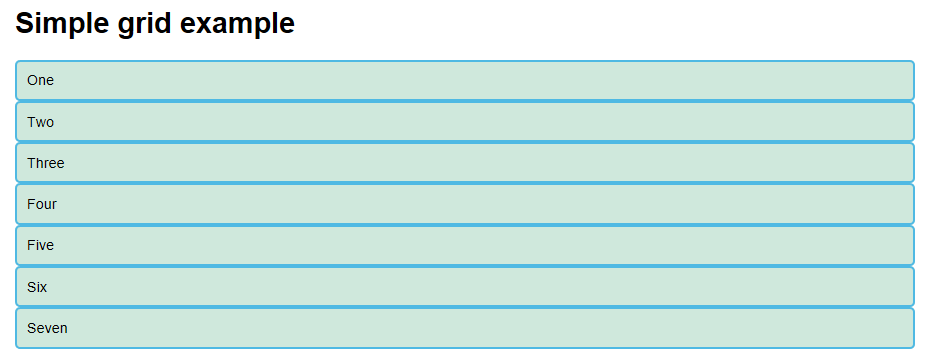 Simple grid example
One
Two
Three
Four
Five
Six
Seven